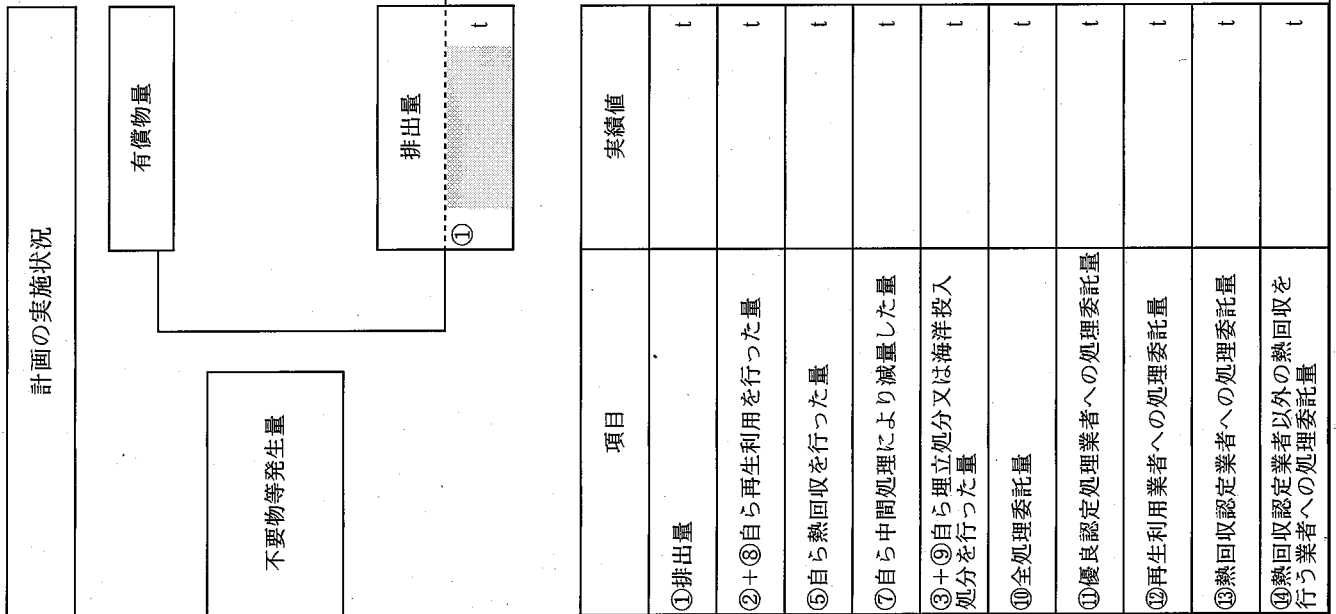 計画の実施状況
不要物等発生量
有償物量
排出量
①
t
項目
実績値
①排出量
t
②+⑧自ら再生利用を行った量
t
⑤自ら熱回収を行った量
t
⑦自ら中間処理により減量した量
t
③+⑨自ら埋立処分又は海洋投入
処分を行った量
t
⑩全処理委託量
t
⑪優良認定処理業者への処理委託量
t
⑫再生利用業者への処理委託量
t
⑬熱回収認定業者への処理委託量
t
⑭熱回収認定業者以外の熱回収を
行う業者への処理委託量
t